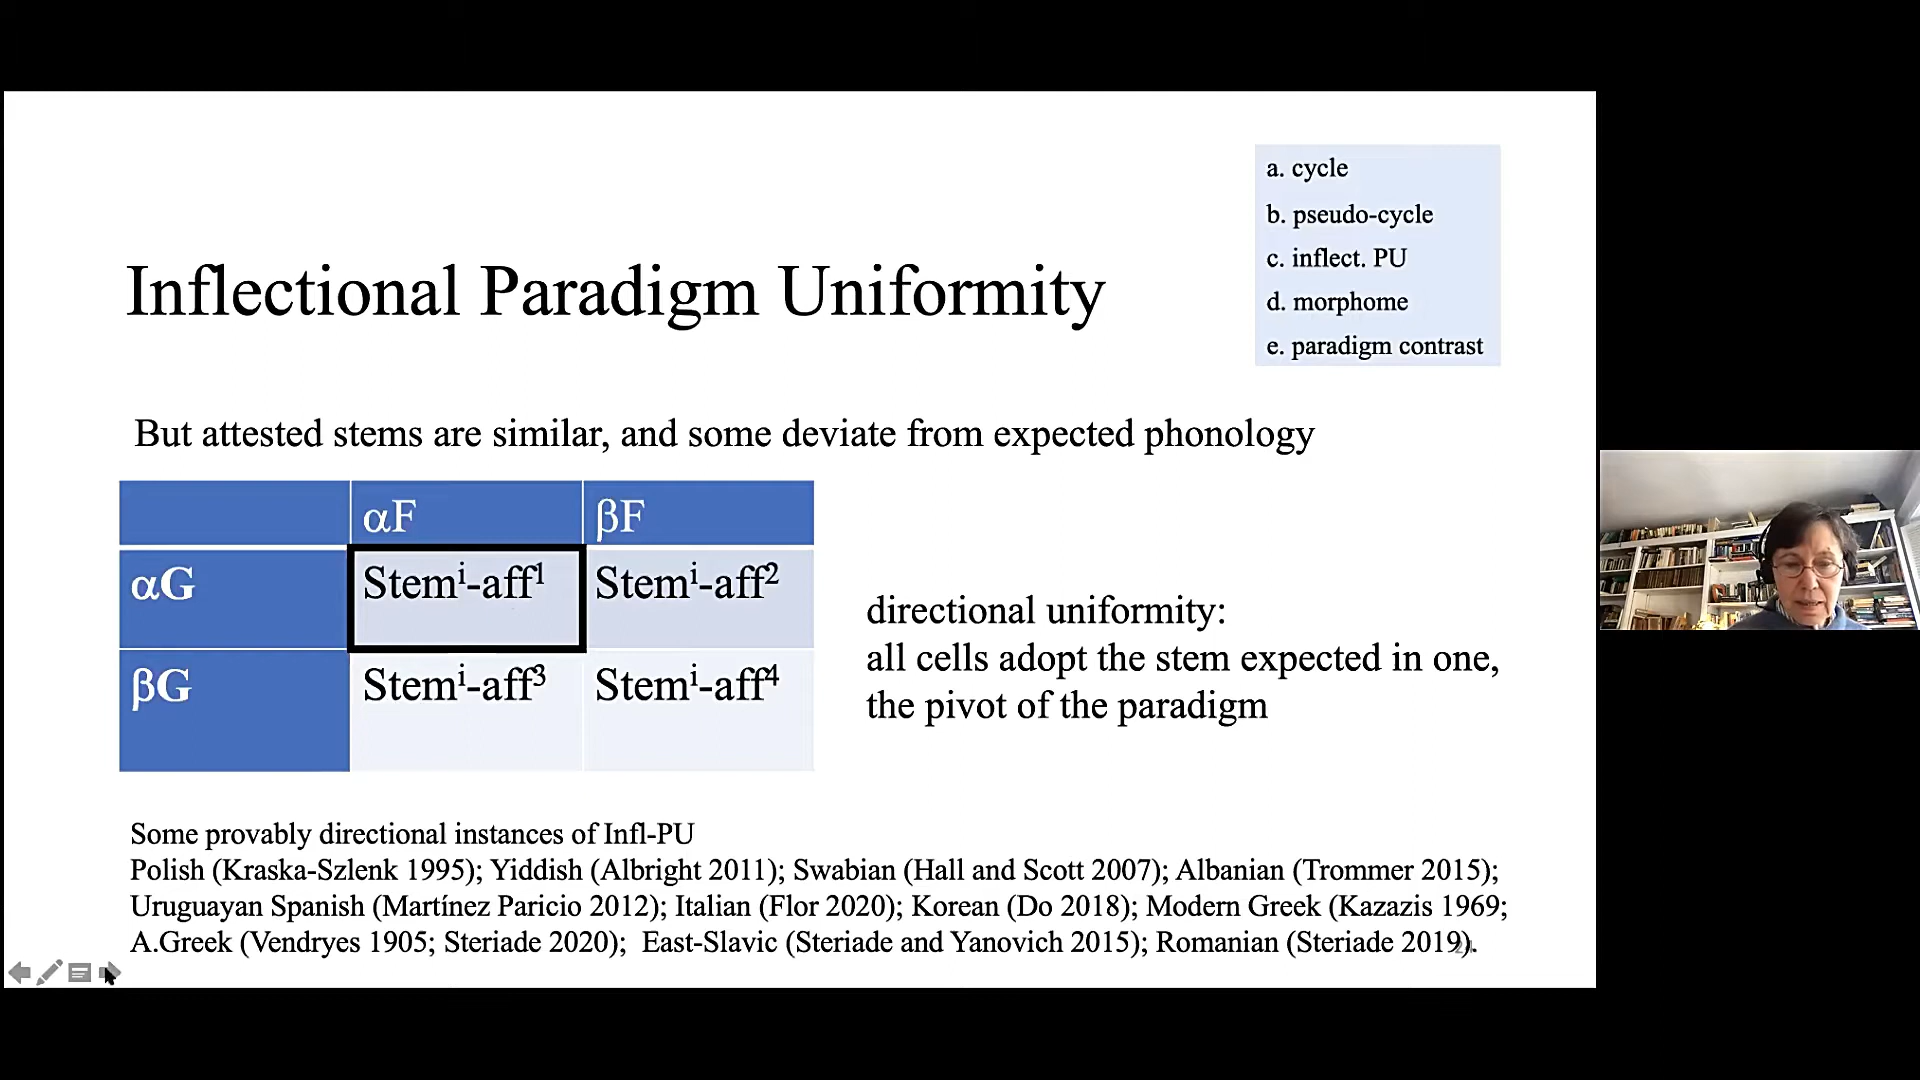 a. cycle
b. pseudo-cycle
c. inflect. PU
d. morphome
e. paradigm contrast
Inflectional Paradigm Uniformity
But attested stems are similar, and some deviate from expected phonology
αF βF
αG Stemⁱ-aff¹ Stemⁱ-aff²
βG Stemⁱ-aff³ Stemⁱ-aff⁴
directional uniformity:
all cells adopt the stem expected in one,
the pivot of the paradigm
Some provably directional instances of Infl-PU
Polish (Kraska-Szlenk 1995); Yiddish (Albright 2011); Swabian (Hall and Scott 2007); Albanian (Trommer 2015);
Uruguayan Spanish (Martínez Paricio 2012); Italian (Flor 2020); Korean (Do 2018); Modern Greek (Kazazis 1969;
A.Greek (Vendryes 1905; Steriade 2020); East-Slavic (Steriade and Yanovich 2015); Romanian (Steriade 2019).